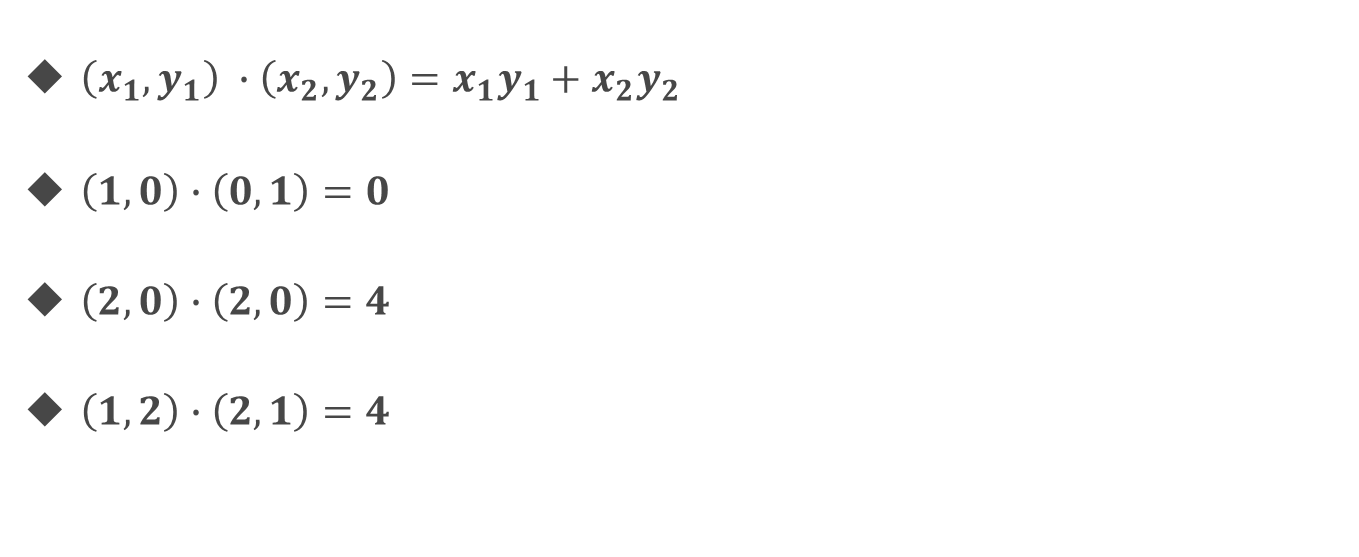 ◆ (x₁, y₁) · (x₂, y₂) = x₁y₁ + x₂y₂
◆ (1, 0) · (0, 1) = 0
◆ (2, 0) · (2, 0) = 4
◆ (1, 2) · (2, 1) = 4